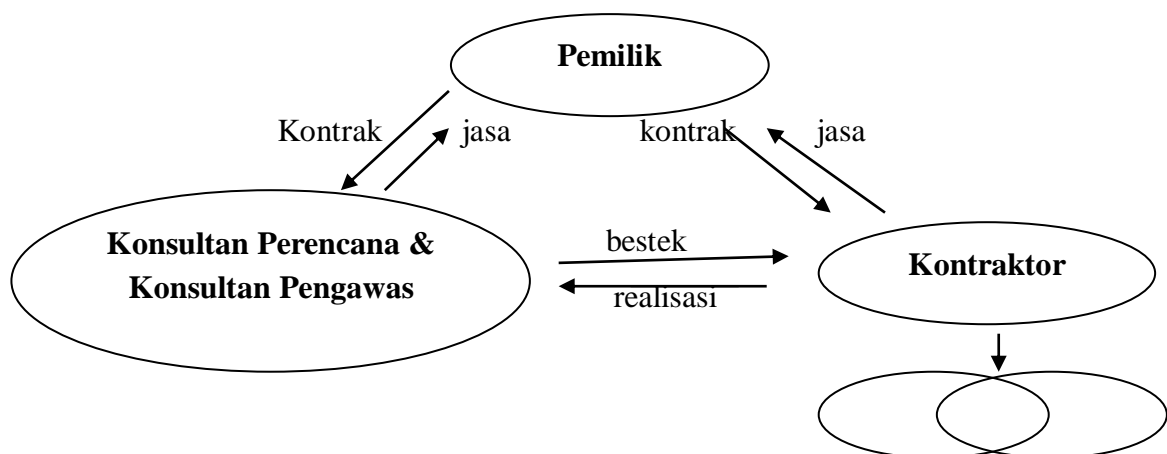 Pemilik
Kontrak
jasa
kontrak
jasa
Konsultan Perencana &
Konsultan Pengawas
bestek
realisasi
Kontraktor